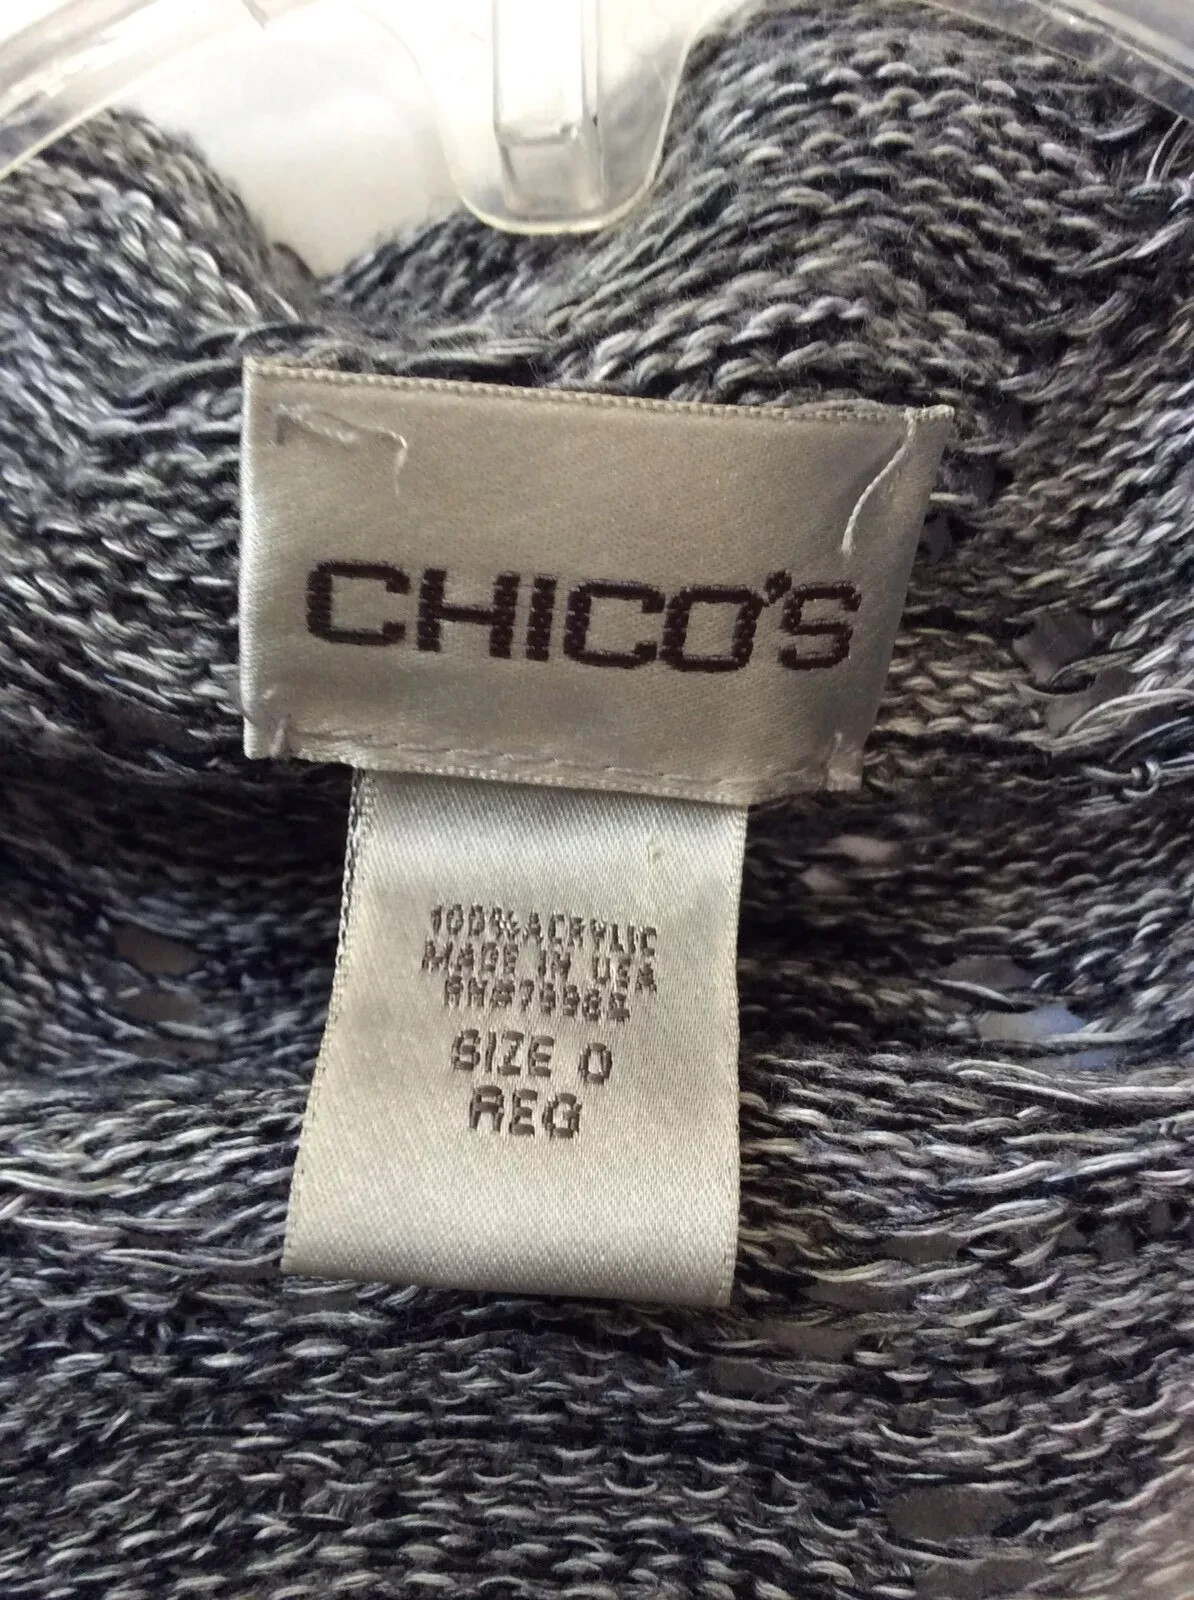 CHICO'S
100% ACRYLIC
MADE IN USA
SIZE 0
REG